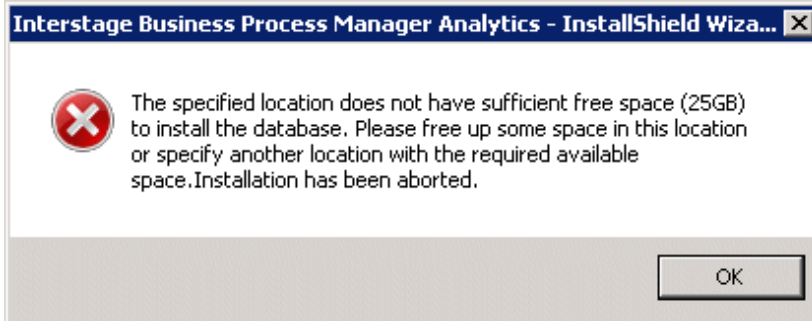 Interstage Business Process Manager Analytics - InstallShield Wiza...
The specified location does not have sufficient free space (25GB)
to install the database. Please free up some space in this location
or specify another location with the required available
space.Installation has been aborted.
OK